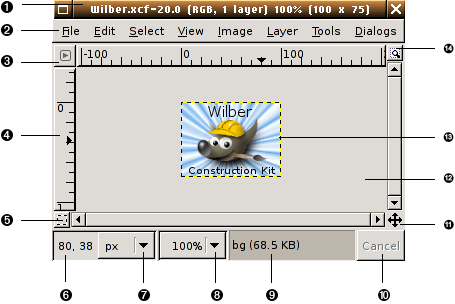 ❶ Wilber.xcf-20.0 (RGB, 1 layer) 100% (100 x 75)
❷ File Edit Select View Image Layer Tools Dialogs
❸ -100 0 100 ⓮
0
❹ ⓭
Wilber
Construction Kit
⓬
1
❺ ⓫
80, 38 px 100% bg (68.5 KB) Cancel
❻ ❼ ❽ ❾ ❿